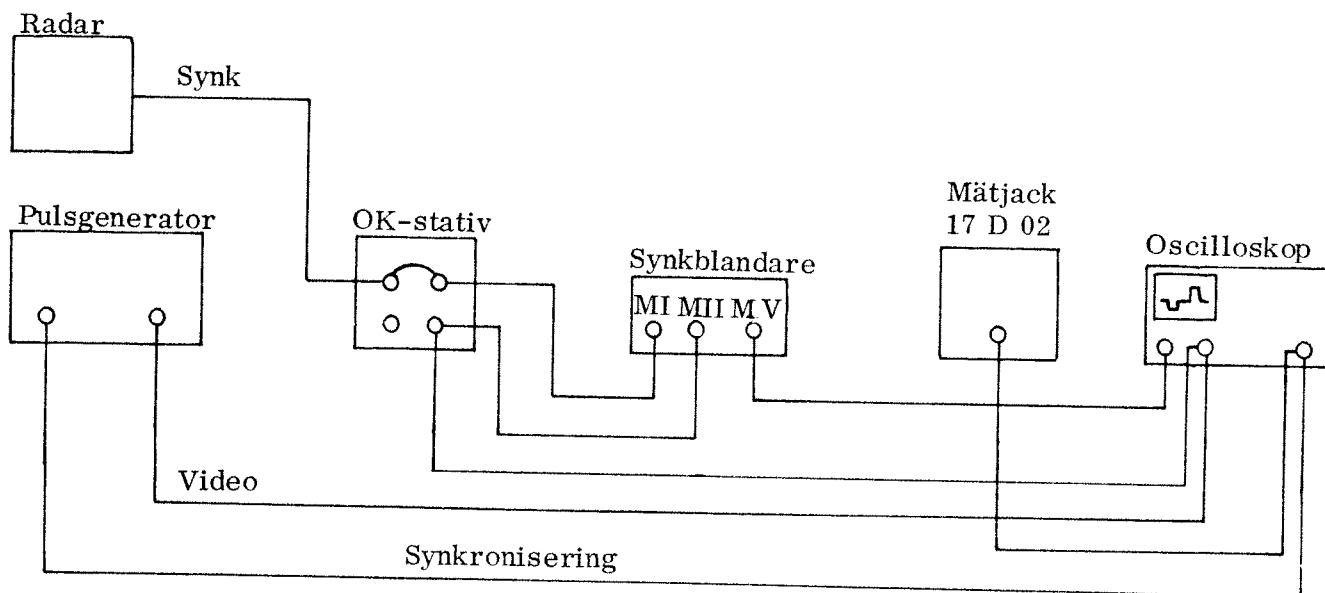 Radar
Synk
Pulsgenerator
OK-stativ
Synkblandare
MI MII M V
Mätjack
17 D 02
Oscilloskop
Video
Synkronisering